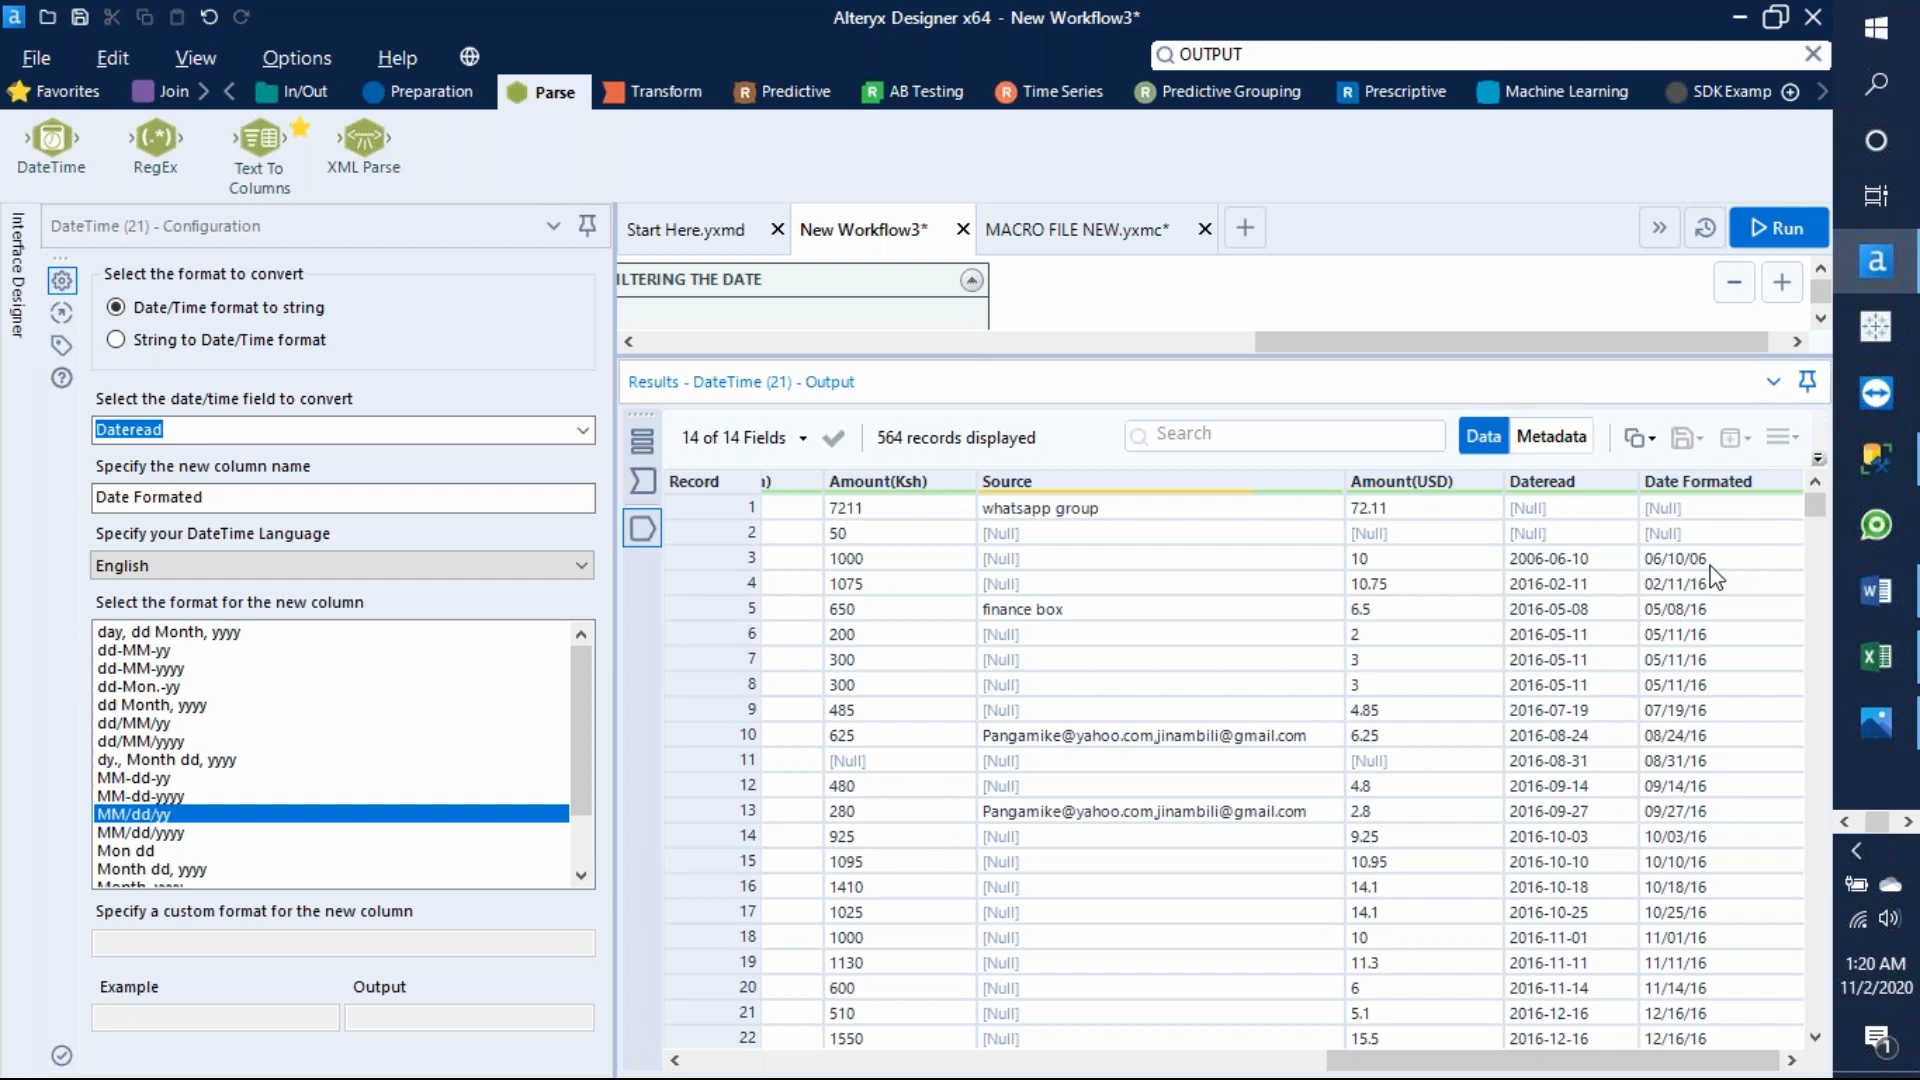 Alteryx Designer x64 - New Workflow3*
File Edit View Options Help
OUTPUT
Favorites Join In/Out Preparation Parse Transform Predictive AB Testing Time Series Predictive Grouping Prescriptive Machine Learning SDK Examp
DateTime RegEx Text To Columns XML Parse
Interface Designer
DateTime (21) - Configuration
Select the format to convert
Date/Time format to string
String to Date/Time format
Select the date/time field to convert
Dateread
Specify the new column name
Date Formated
Specify your DateTime Language
English
Select the format for the new column
day, dd Month, yyyy
dd-MM-yy
dd-MM-yyyy
dd-Mon.-yy
dd Month, yyyy
dd/MM/yy
dd/MM/yyyy
dy., Month dd, yyyy
MM-dd-yy
MM-dd-yyyy
MM/dd/yy
MM/dd/yyyy
Mon dd
Month dd, yyyy
Month, yyyy
Specify a custom format for the new column
Example Output
Start Here.yxmd New Workflow3* MACRO FILE NEW.yxmc*
Run
ILTERING THE DATE
Results - DateTime (21) - Output
14 of 14 Fields 564 records displayed Search Data Metadata
Record ı) Amount(Ksh) Source Amount(USD) Dateread Date Formated
1 7211 whatsapp group 72.11 [Null] [Null]
2 50 [Null] [Null] [Null] [Null]
3 1000 [Null] 10 2006-06-10 06/10/06
4 1075 [Null] 10.75 2016-02-11 02/11/16
5 650 finance box 6.5 2016-05-08 05/08/16
6 200 [Null] 2 2016-05-11 05/11/16
7 300 [Null] 3 2016-05-11 05/11/16
8 300 [Null] 3 2016-05-11 05/11/16
9 485 [Null] 4.85 2016-07-19 07/19/16
10 625 Pangamike@yahoo.com,jinambili@gmail.com 6.25 2016-08-24 08/24/16
11 [Null] [Null] [Null] 2016-08-31 08/31/16
12 480 [Null] 4.8 2016-09-14 09/14/16
13 280 Pangamike@yahoo.com,jinambili@gmail.com 2.8 2016-09-27 09/27/16
14 925 [Null] 9.25 2016-10-03 10/03/16
15 1095 [Null] 10.95 2016-10-10 10/10/16
16 1410 [Null] 14.1 2016-10-18 10/18/16
17 1025 [Null] 14.1 2016-10-25 10/25/16
18 1000 [Null] 10 2016-11-01 11/01/16
19 1130 [Null] 11.3 2016-11-11 11/11/16
20 600 [Null] 6 2016-11-14 11/14/16
21 510 [Null] 5.1 2016-12-16 12/16/16
22 1550 [Null] 15.5 2016-12-16 12/16/16
1:20 AM
11/2/2020
1